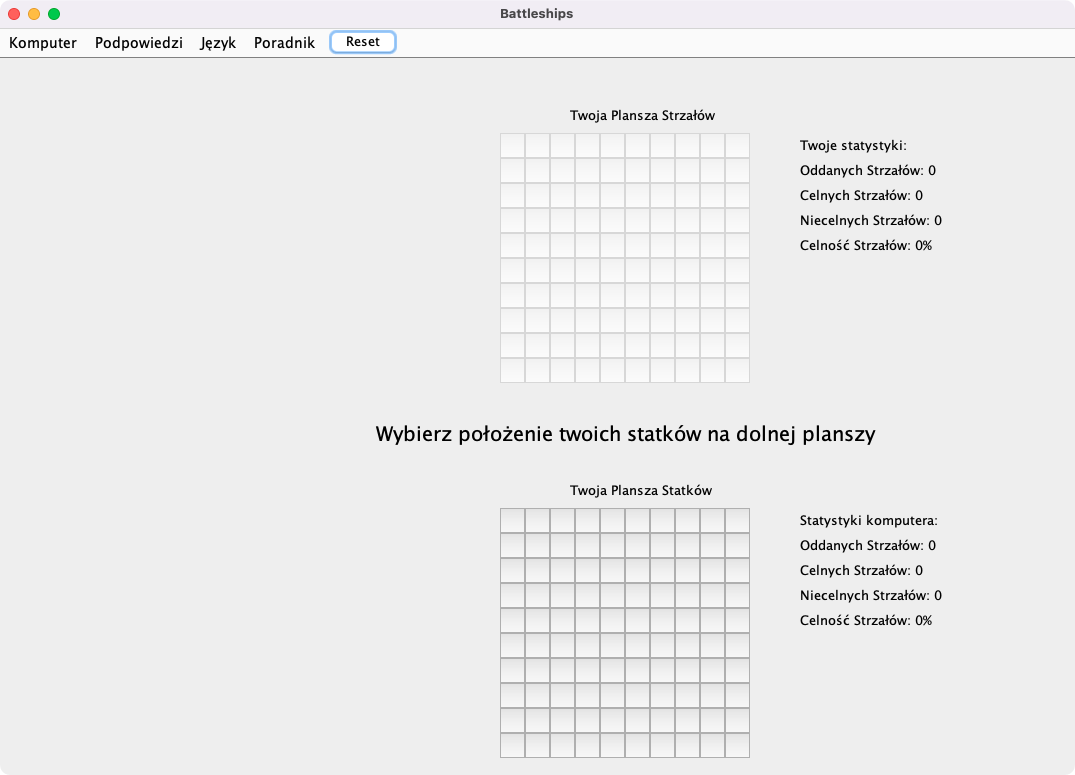 Battleships
Komputer Podpowiedzi Język Poradnik Reset
Twoja Plansza Strzałów
Twoje statystyki:
Oddanych Strzałów: 0
Celnych Strzałów: 0
Niecelnych Strzałów: 0
Celność Strzałów: 0%
Wybierz położenie twoich statków na dolnej planszy
Twoja Plansza Statków
Statystyki komputera:
Oddanych Strzałów: 0
Celnych Strzałów: 0
Niecelnych Strzałów: 0
Celność Strzałów: 0%